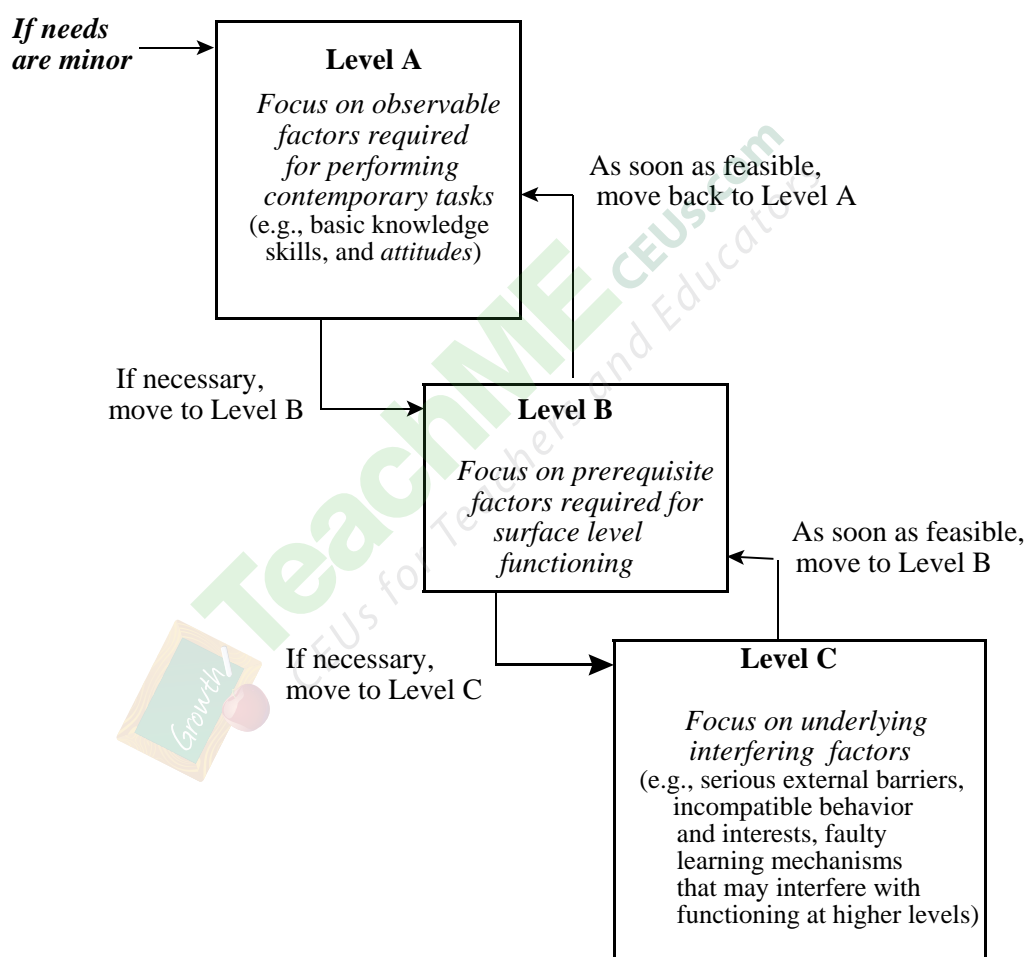 If needs
are minor
Level A
Focus on observable
factors required
for performing
contemporary tasks
(e.g., basic knowledge
skills, and attitudes)
As soon as feasible,
move back to Level A
If necessary,
move to Level B
Level B
Focus on prerequisite
factors required for
surface level
functioning
As soon as feasible,
move to Level B
If necessary,
move to Level C
Level C
Focus on underlying
interfering factors
(e.g., serious external barriers,
incompatible behavior
and interests, faulty
learning mechanisms
that may interfere with
functioning at higher levels)
TeachME CEUs.com
CEUs for Teachers and Educators
Growth